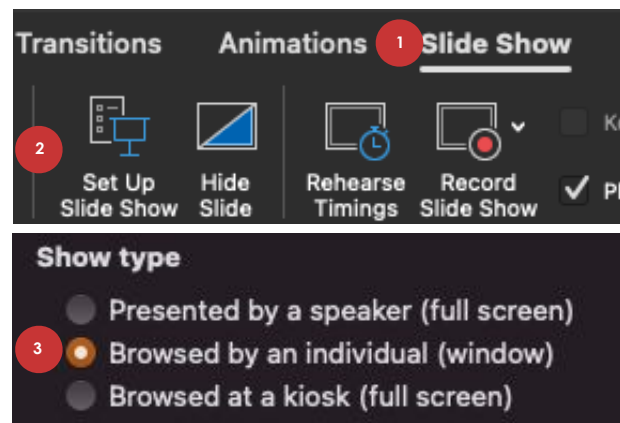 Transitions Animations 1 Slide Show
2
Set Up Hide Rehearse Record
Slide Show Slide Timings Slide Show
Show type
Presented by a speaker (full screen)
3 Browsed by an individual (window)
Browsed at a kiosk (full screen)